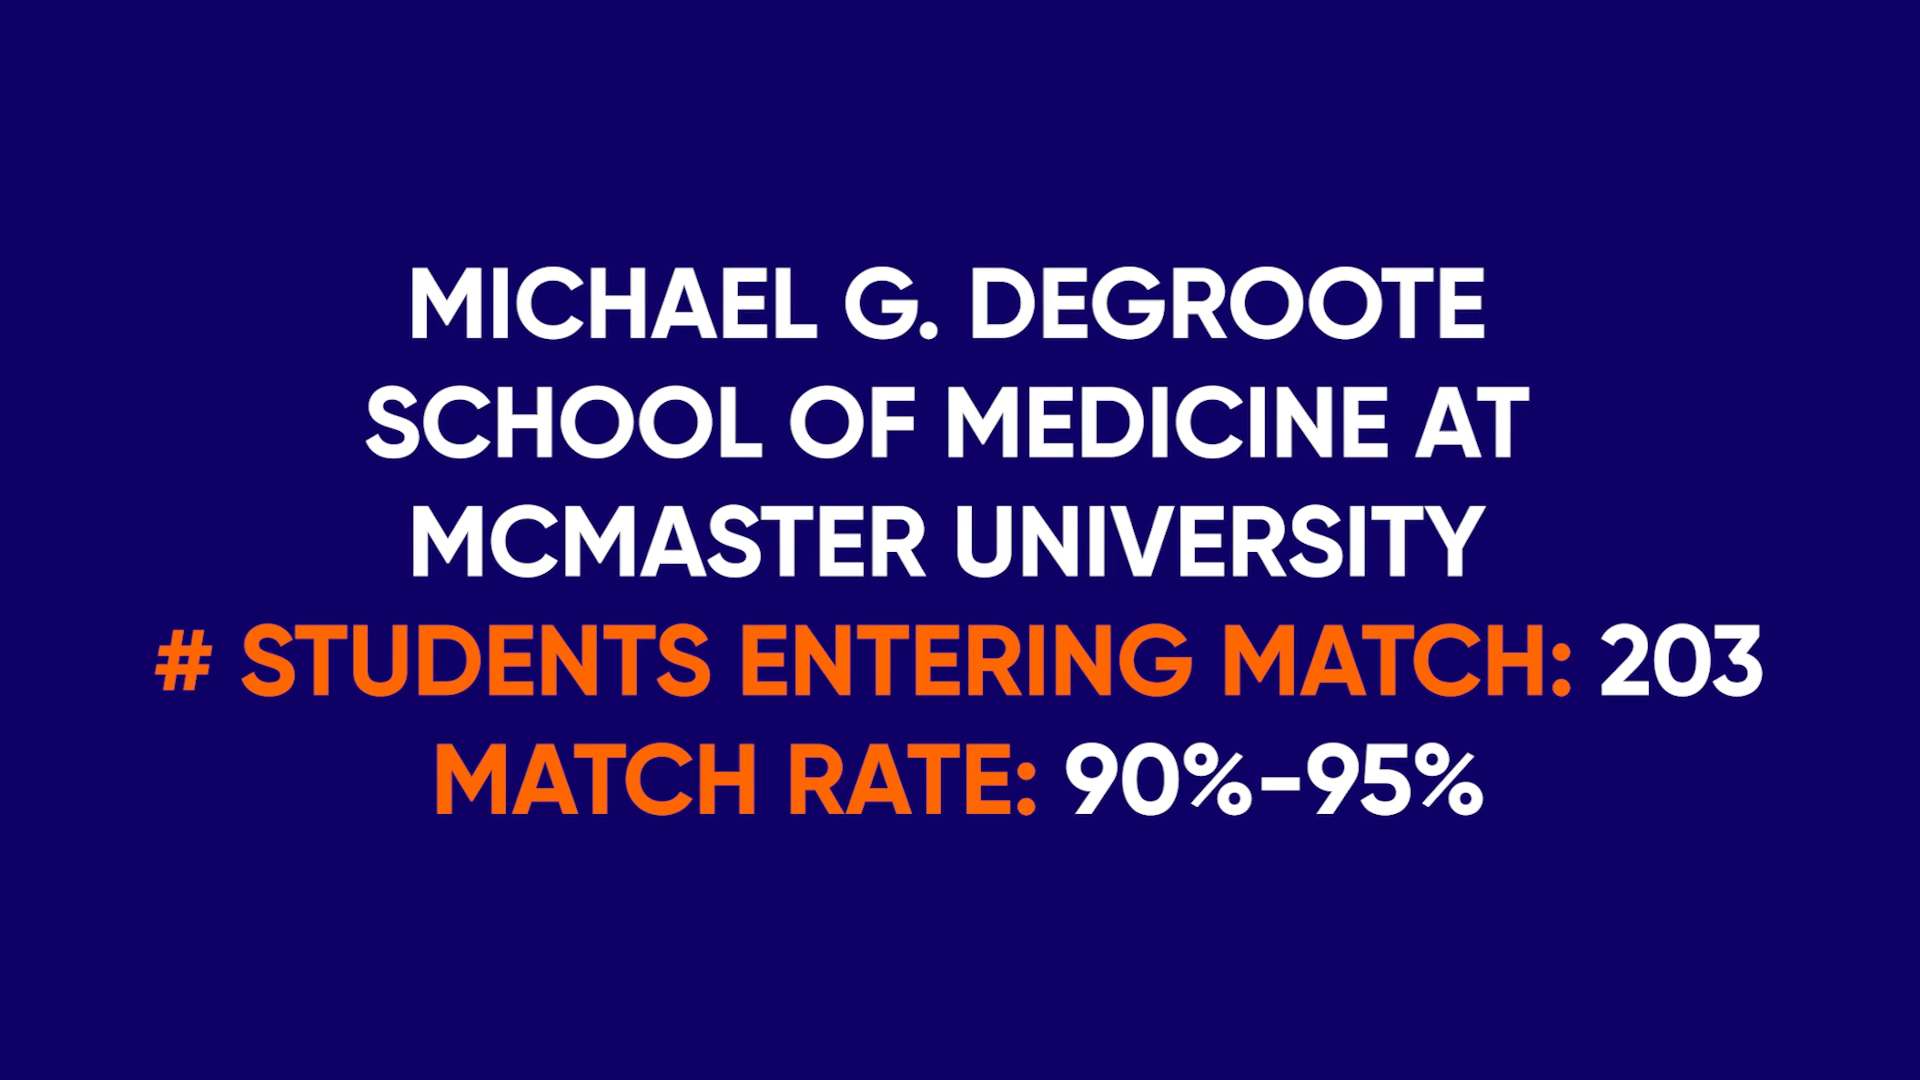 MICHAEL G. DEGROOTE
SCHOOL OF MEDICINE AT
MCMASTER UNIVERSITY
# STUDENTS ENTERING MATCH: 203
MATCH RATE: 90%-95%